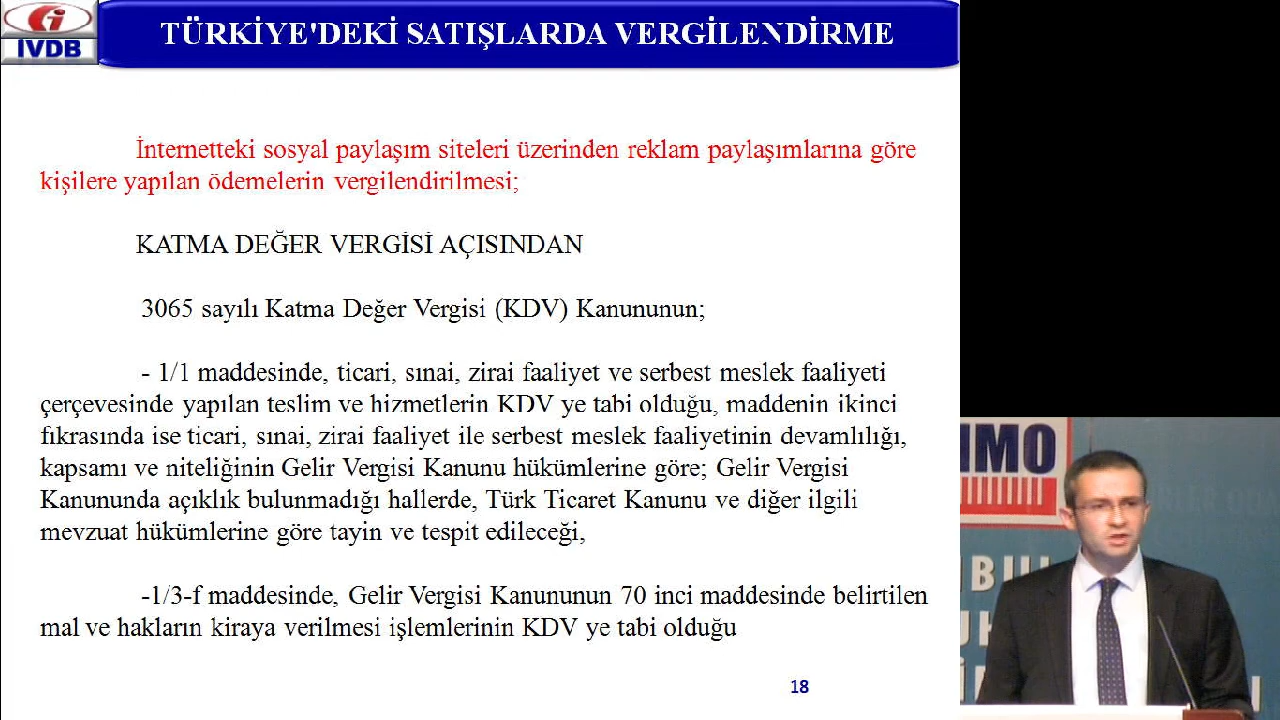 IVDB
TÜRKİYE'DEKİ SATIŞLARDA VERGİLENDİRME
İnternetteki sosyal paylaşım siteleri üzerinden reklam paylaşımlarına göre
kişilere yapılan ödemelerin vergilendirilmesi;
KATMA DEĞER VERGİSİ AÇISINDAN
3065 sayılı Katma Değer Vergisi (KDV) Kanununun;
- 1/1 maddesinde, ticari, sınai, zirai faaliyet ve serbest meslek faaliyeti
çerçevesinde yapılan teslim ve hizmetlerin KDV ye tabi olduğu, maddenin ikinci
fıkrasında ise ticari, sınai, zirai faaliyet ile serbest meslek faaliyetinin devamlılığı,
kapsamı ve niteliğinin Gelir Vergisi Kanunu hükümlerine göre; Gelir Vergisi
Kanununda açıklık bulunmadığı hallerde, Türk Ticaret Kanunu ve diğer ilgili
mevzuat hükümlerine göre tayin ve tespit edileceği,
-1/3-f maddesinde, Gelir Vergisi Kanununun 70 inci maddesinde belirtilen
mal ve hakların kiraya verilmesi işlemlerinin KDV ye tabi olduğu
18
MMO